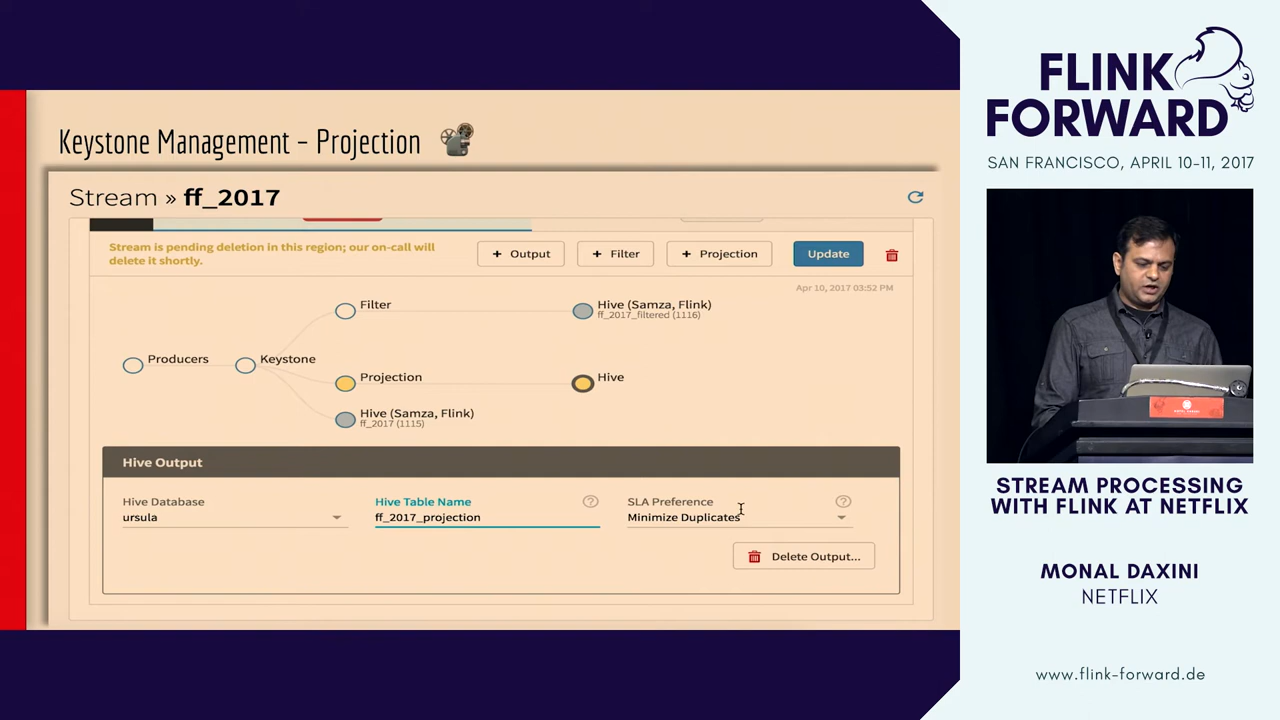 Keystone Management – Projection
Stream » ff_2017
Stream is pending deletion in this region; our on-call will
delete it shortly.
+ Output
+ Filter
+ Projection
Update
Apr 10, 2017 03:52 PM
Filter
Hive (Samza, Flink)
ff_2017_filtered (1116)
Producers
Keystone
Projection
Hive
Hive (Samza, Flink)
ff_2017 (1115)
Hive Output
Hive Database
ursula
Hive Table Name
?
ff_2017_projection
SLA Preference
?
Minimize Duplicates
Delete Output...
FLINK
FORWARD
SAN FRANCISCO, APRIL 10-11, 2017
STREAM PROCESSING
WITH FLINK AT NETFLIX
MONAL DAXINI
NETFLIX
www.flink-forward.de